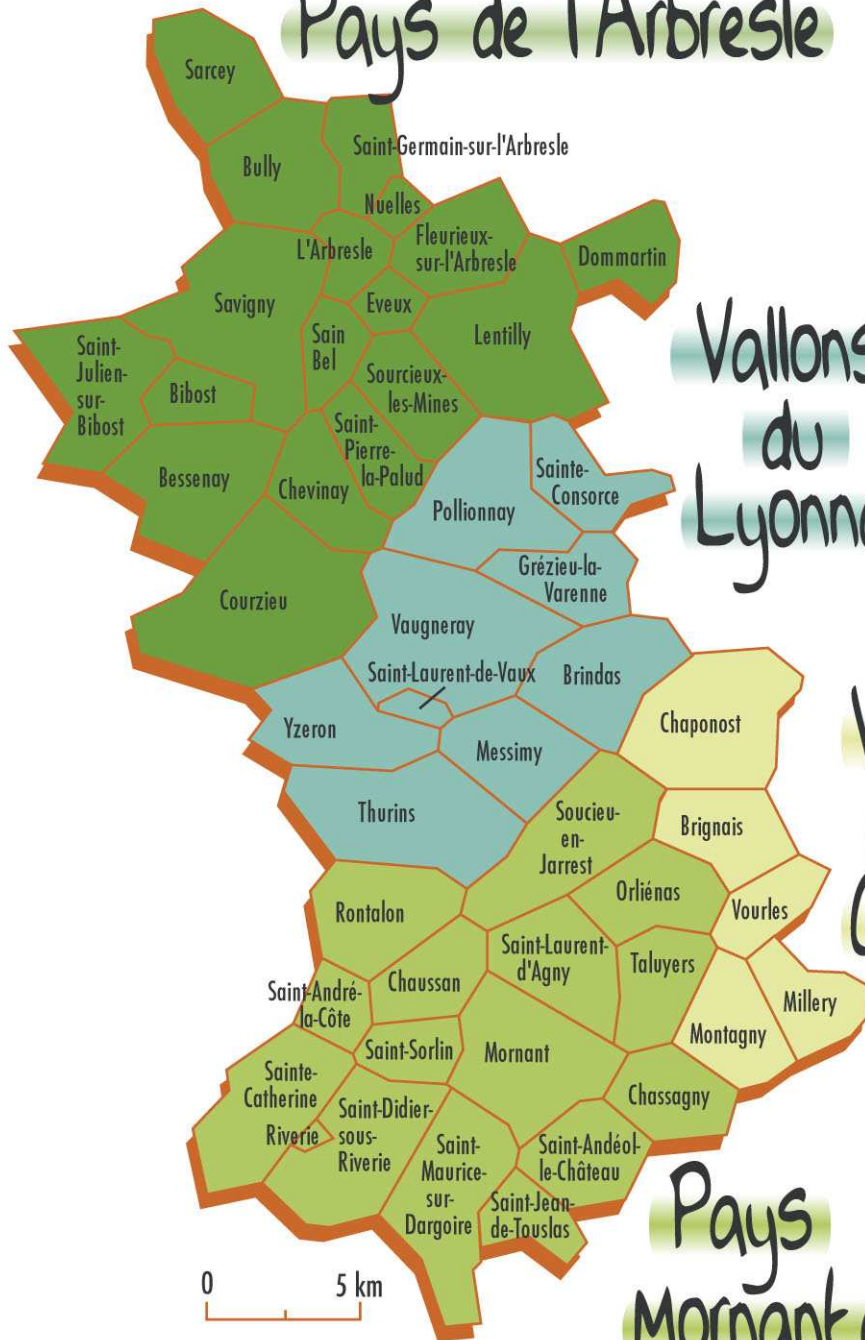 Pays de l'Arbresle
Sarcey
Saint-Germain-sur-l'Arbresle
Bully
Nuelles
L'Arbresle
Fleurieux-
sur-l'Arbresle
Dommartin
Savigny
Eveux
Sain
Bel
Lentilly
Saint-
Julien-
sur-
Bibost
Bibost
Sourcieux-
les-Mines
Saint-
Pierre-
la-Palud
Bessenay
Chevinay
Courzieu
Vallons
du
Lyonna
Sainte-
Consorce
Pollionnay
Grézieu-la-
Varenne
Vaugneray
Saint-Laurent-de-Vaux
Brindas
Yzeron
Messimy
Thurins
Chaponost
Brignais
Vourles
Millery
Montagny
Soucieu-
en-
Jarrest
Orliénas
Rontalon
Saint-Laurent-
d'Agny
Taluyers
Chaussan
Saint-André-
la-Côte
Saint-Sorlin
Mornant
Sainte-
Catherine
Chassagny
Riverie
Saint-Didier-
sous-
Riverie
Saint-
Maurice-
sur-
Dargoire
Saint-Andéol-
le-Château
Saint-Jean-
de-Touslas
Pays
Mornant
0 5 km